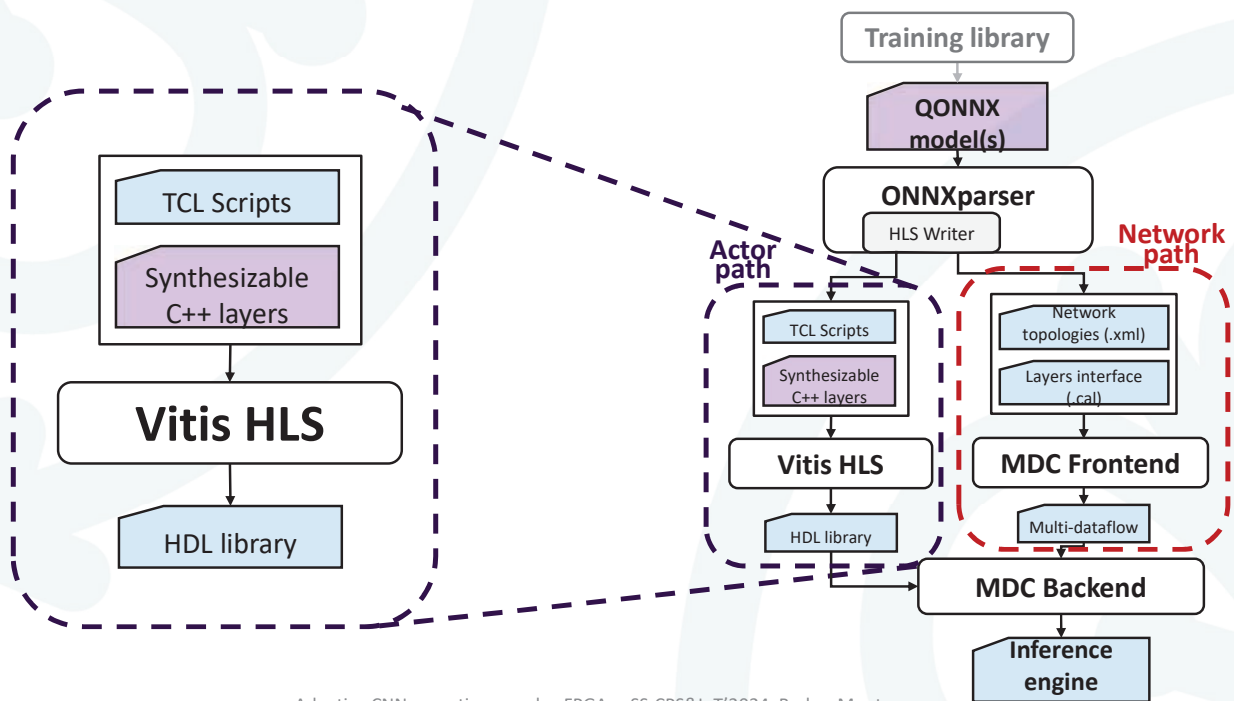 Training library
QONNX
model(s)
ONNXparser
HLS Writer
Actor
path
Network
path
TCL Scripts
Synthesizable
C++ layers
Vitis HLS
HDL library
TCL Scripts
Synthesizable
C++ layers
Vitis HLS
HDL library
Network
topologies (.xml)
Layers interface
(.cal)
MDC Frontend
Multi-dataflow
MDC Backend
Inference
engine